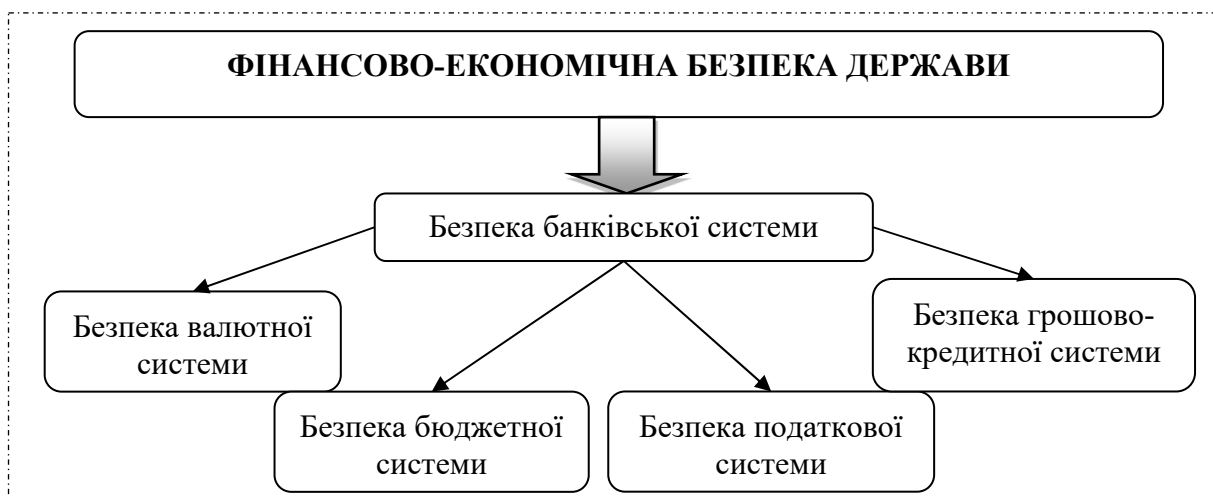 ФІНАНСОВО-ЕКОНОМІЧНА БЕЗПЕКА ДЕРЖАВИ
Безпека банківської системи
Безпека валютної
системи
Безпека грошово-
кредитної системи
Безпека бюджетної
системи
Безпека податкової
системи